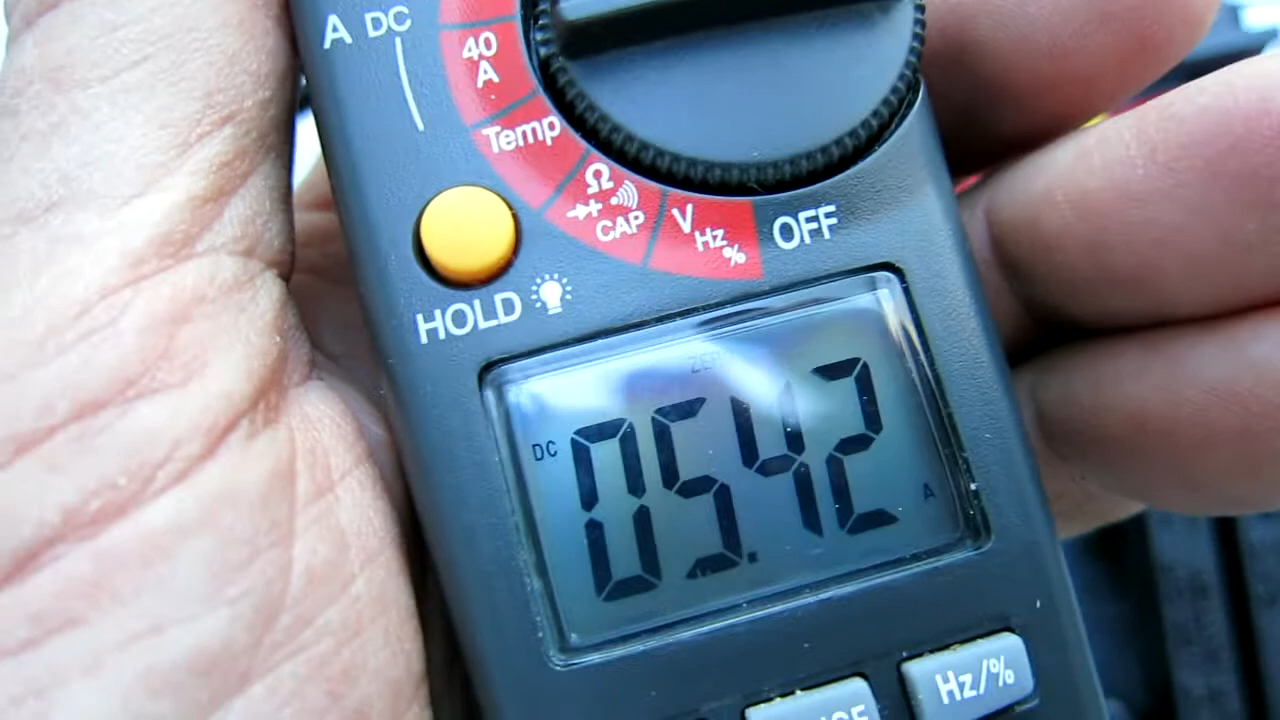 A DC
40
A
Temp
Ω
CAP
V
Hz
%
OFF
HOLD
DC 05.42 A
Hz/%